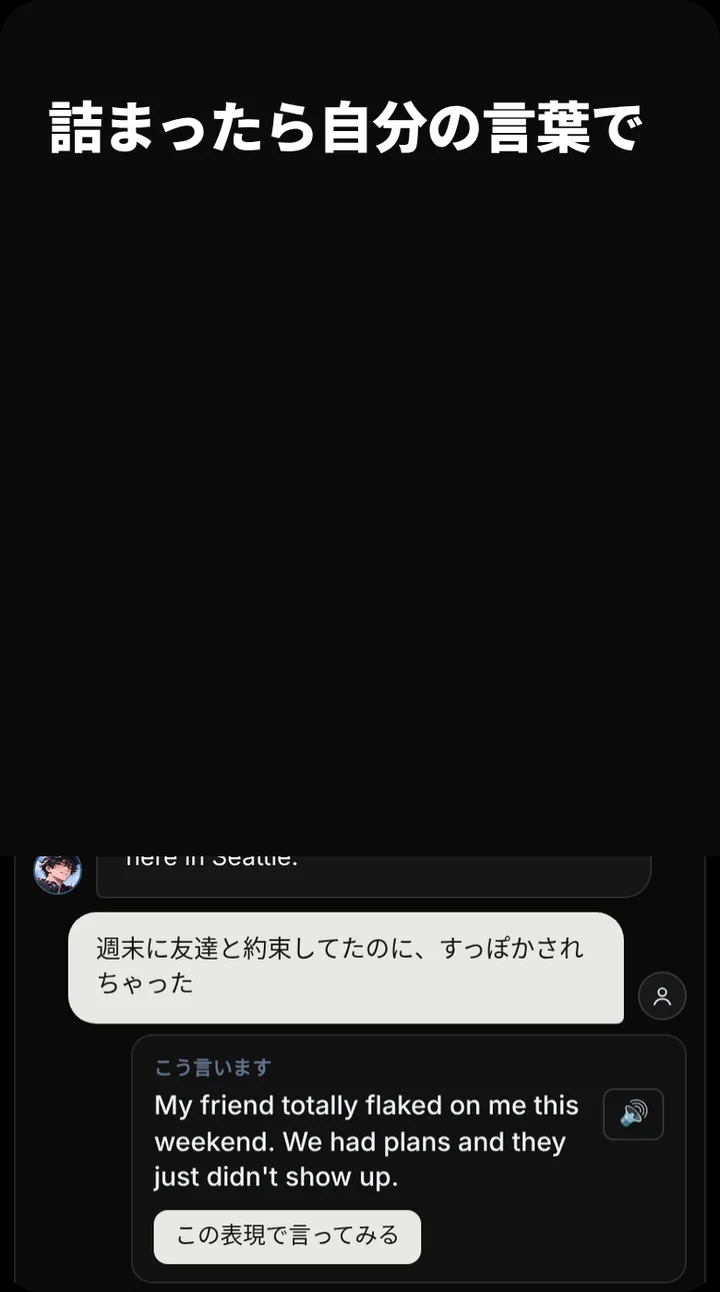 詰まったら自分の言葉で
here in Seattle.
週末に友達と約束してたのに、すっぽかされ
ちゃった
こう言います
My friend totally flaked on me this
weekend. We had plans and they
just didn't show up.
この表現で言ってみる